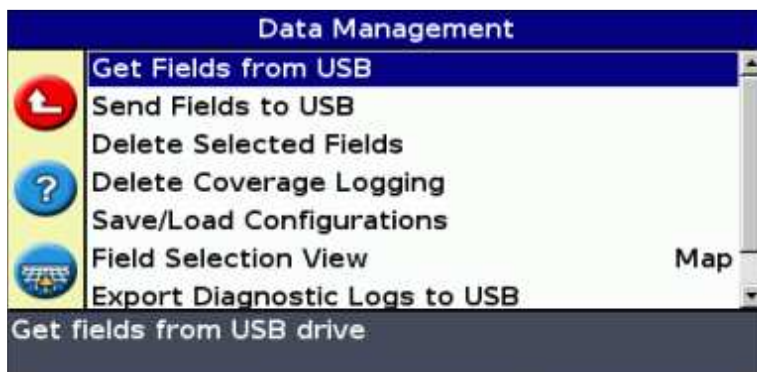 Data Management
Get Fields from USB
Send Fields to USB
Delete Selected Fields
Delete Coverage Logging
Save/Load Configurations
Field Selection View Map
Export Diagnostic Logs to USB
Get fields from USB drive